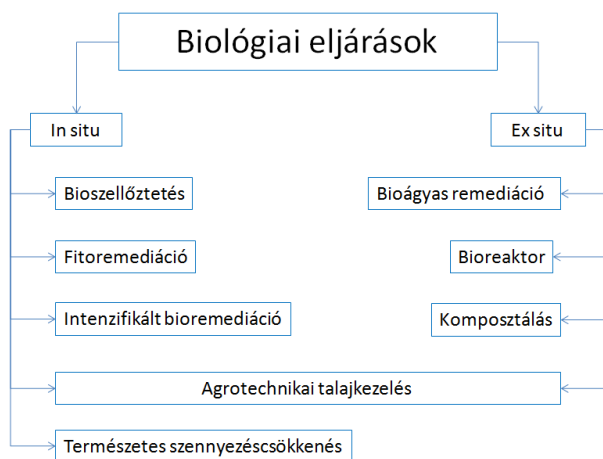 Biológiai eljárások
In situ
Ex situ
Bioszellőztetés
Bioágyas remediáció
Fitoremediáció
Bioreaktor
Intenzifikált bioremediáció
Komposztálás
Agrotechnikai talajkezelés
Természetes szennyezéscsökkenés